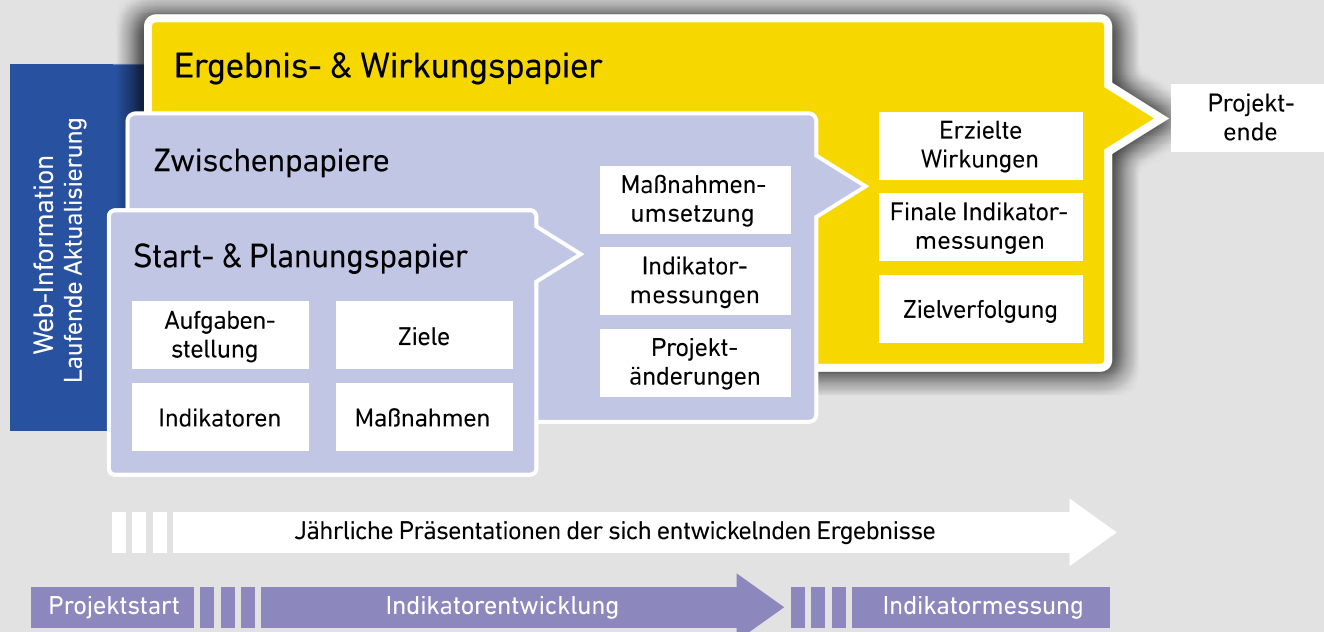 Ergebnis- & Wirkungspapier
Projekt-
ende
Erzielte
Wirkungen
Finale Indikator-
messungen
Zielverfolgung
Zwischenpapiere
Maßnahmen-
umsetzung
Indikator-
messungen
Projekt-
änderungen
Start- & Planungspapier
Aufgaben-
stellung
Ziele
Indikatoren
Maßnahmen
Web-Information
Laufende Aktualisierung
Jährliche Präsentationen der sich entwickelnden Ergebnisse
Projektstart
Indikatorentwicklung
Indikatormessung